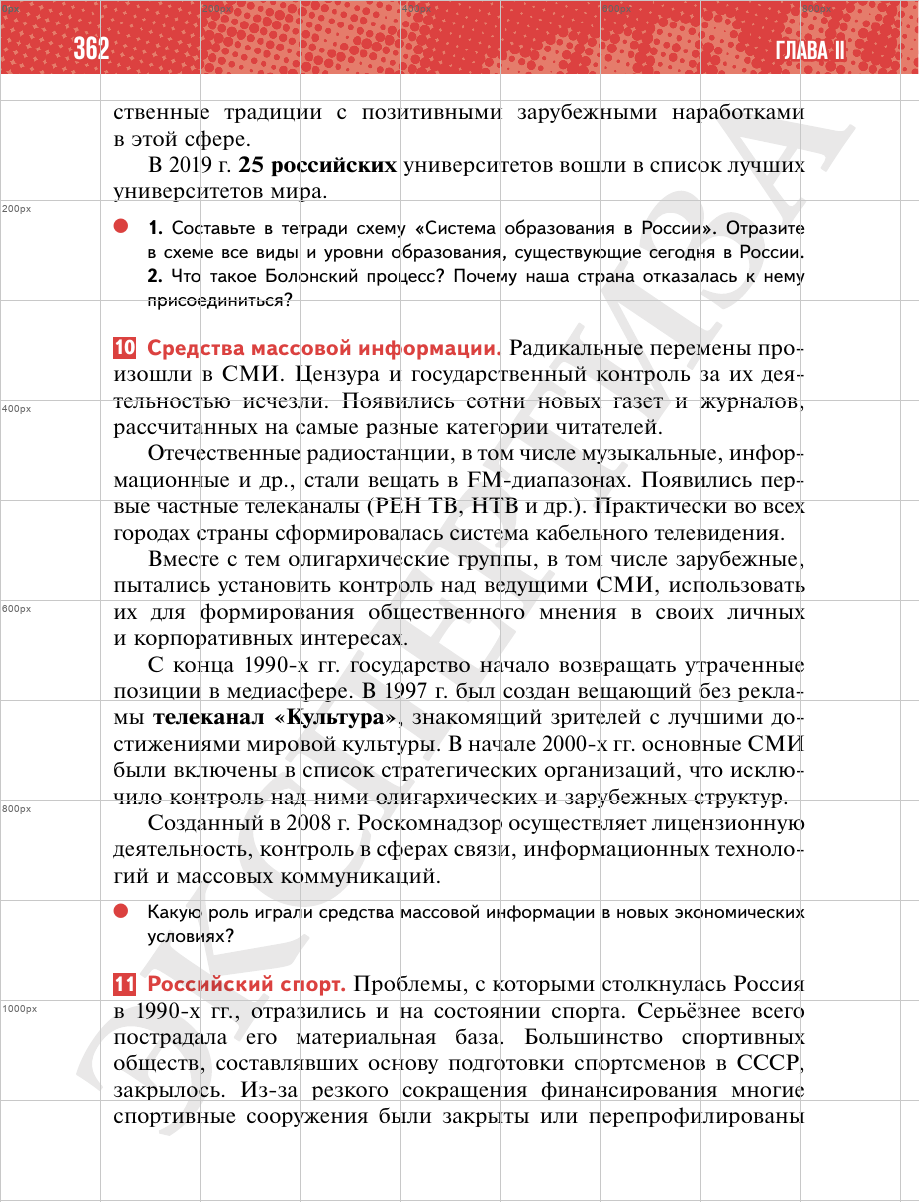 362
ГЛАВА II
ственные традиции с позитивными зарубежными наработками
в этой сфере.
В 2019 г. 25 российских университетов вошли в список лучших
университетов мира.
1. Составьте в тетради схему «Система образования в России». Отразите
в схеме все виды и уровни образования, существующие сегодня в России.
2. Что такое Болонский процесс? Почему наша страна отказалась к нему
присоединиться?
10 Средства массовой информации. Радикальные перемены про-
изошли в СМИ. Цензура и государственный контроль за их дея-
тельностью исчезли. Появились сотни новых газет и журналов,
рассчитанных на самые разные категории читателей.
Отечественные радиостанции, в том числе музыкальные, инфор-
мационные и др., стали вещать в FM-диапазонах. Появились пер-
вые частные телеканалы (РЕН ТВ, НТВ и др.). Практически во всех
городах страны сформировалась система кабельного телевидения.
Вместе с тем олигархические группы, в том числе зарубежные,
пытались установить контроль над ведущими СМИ, использовать
их для формирования общественного мнения в своих личных
и корпоративных интересах.
С конца 1990-х гг. государство начало возвращать утраченные
позиции в медиасфере. В 1997 г. был создан вещающий без рекла-
мы телеканал «Культура», знакомящий зрителей с лучшими до-
стижениями мировой культуры. В начале 2000-х гг. основные СМИ
были включены в список стратегических организаций, что исклю-
чило контроль над ними олигархических и зарубежных структур.
Созданный в 2008 г. Роскомнадзор осуществляет лицензионную
деятельность, контроль в сферах связи, информационных техноло-
гий и массовых коммуникаций.
Какую роль играли средства массовой информации в новых экономических
условиях?
11 Российский спорт. Проблемы, с которыми столкнулась Россия
в 1990-х гг., отразились и на состоянии спорта. Серьёзнее всего
пострадала его материальная база. Большинство спортивных
обществ, составлявших основу подготовки спортсменов в СССР,
закрылось. Из-за резкого сокращения финансирования многие
спортивные сооружения были закрыты или перепрофилированы
ЭКСПЕРТИЗА
200px
400px
600px
800px
1000px